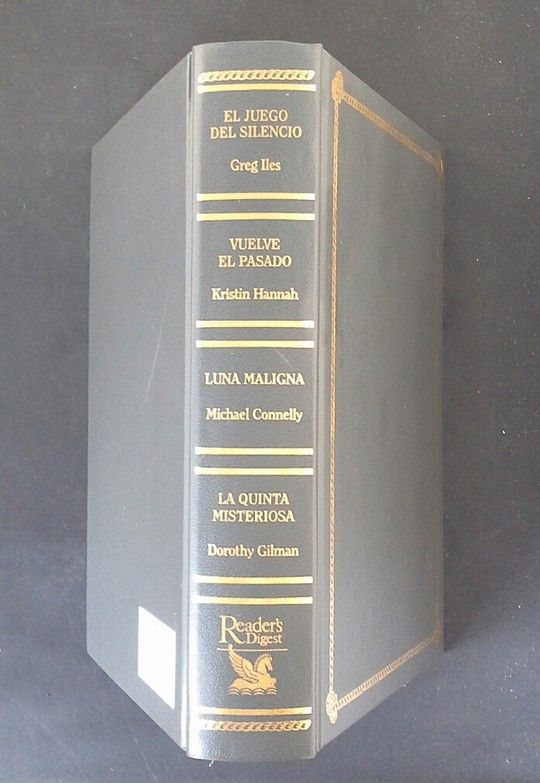 EL JUEGO
DEL SILENCIO
Greg Iles
VUELVE
EL PASADO
Kristin Hannah
LUNA MALIGNA
Michael Connelly
LA QUINTA
MISTERIOSA
Dorothy Gilman
Reader's
Digest